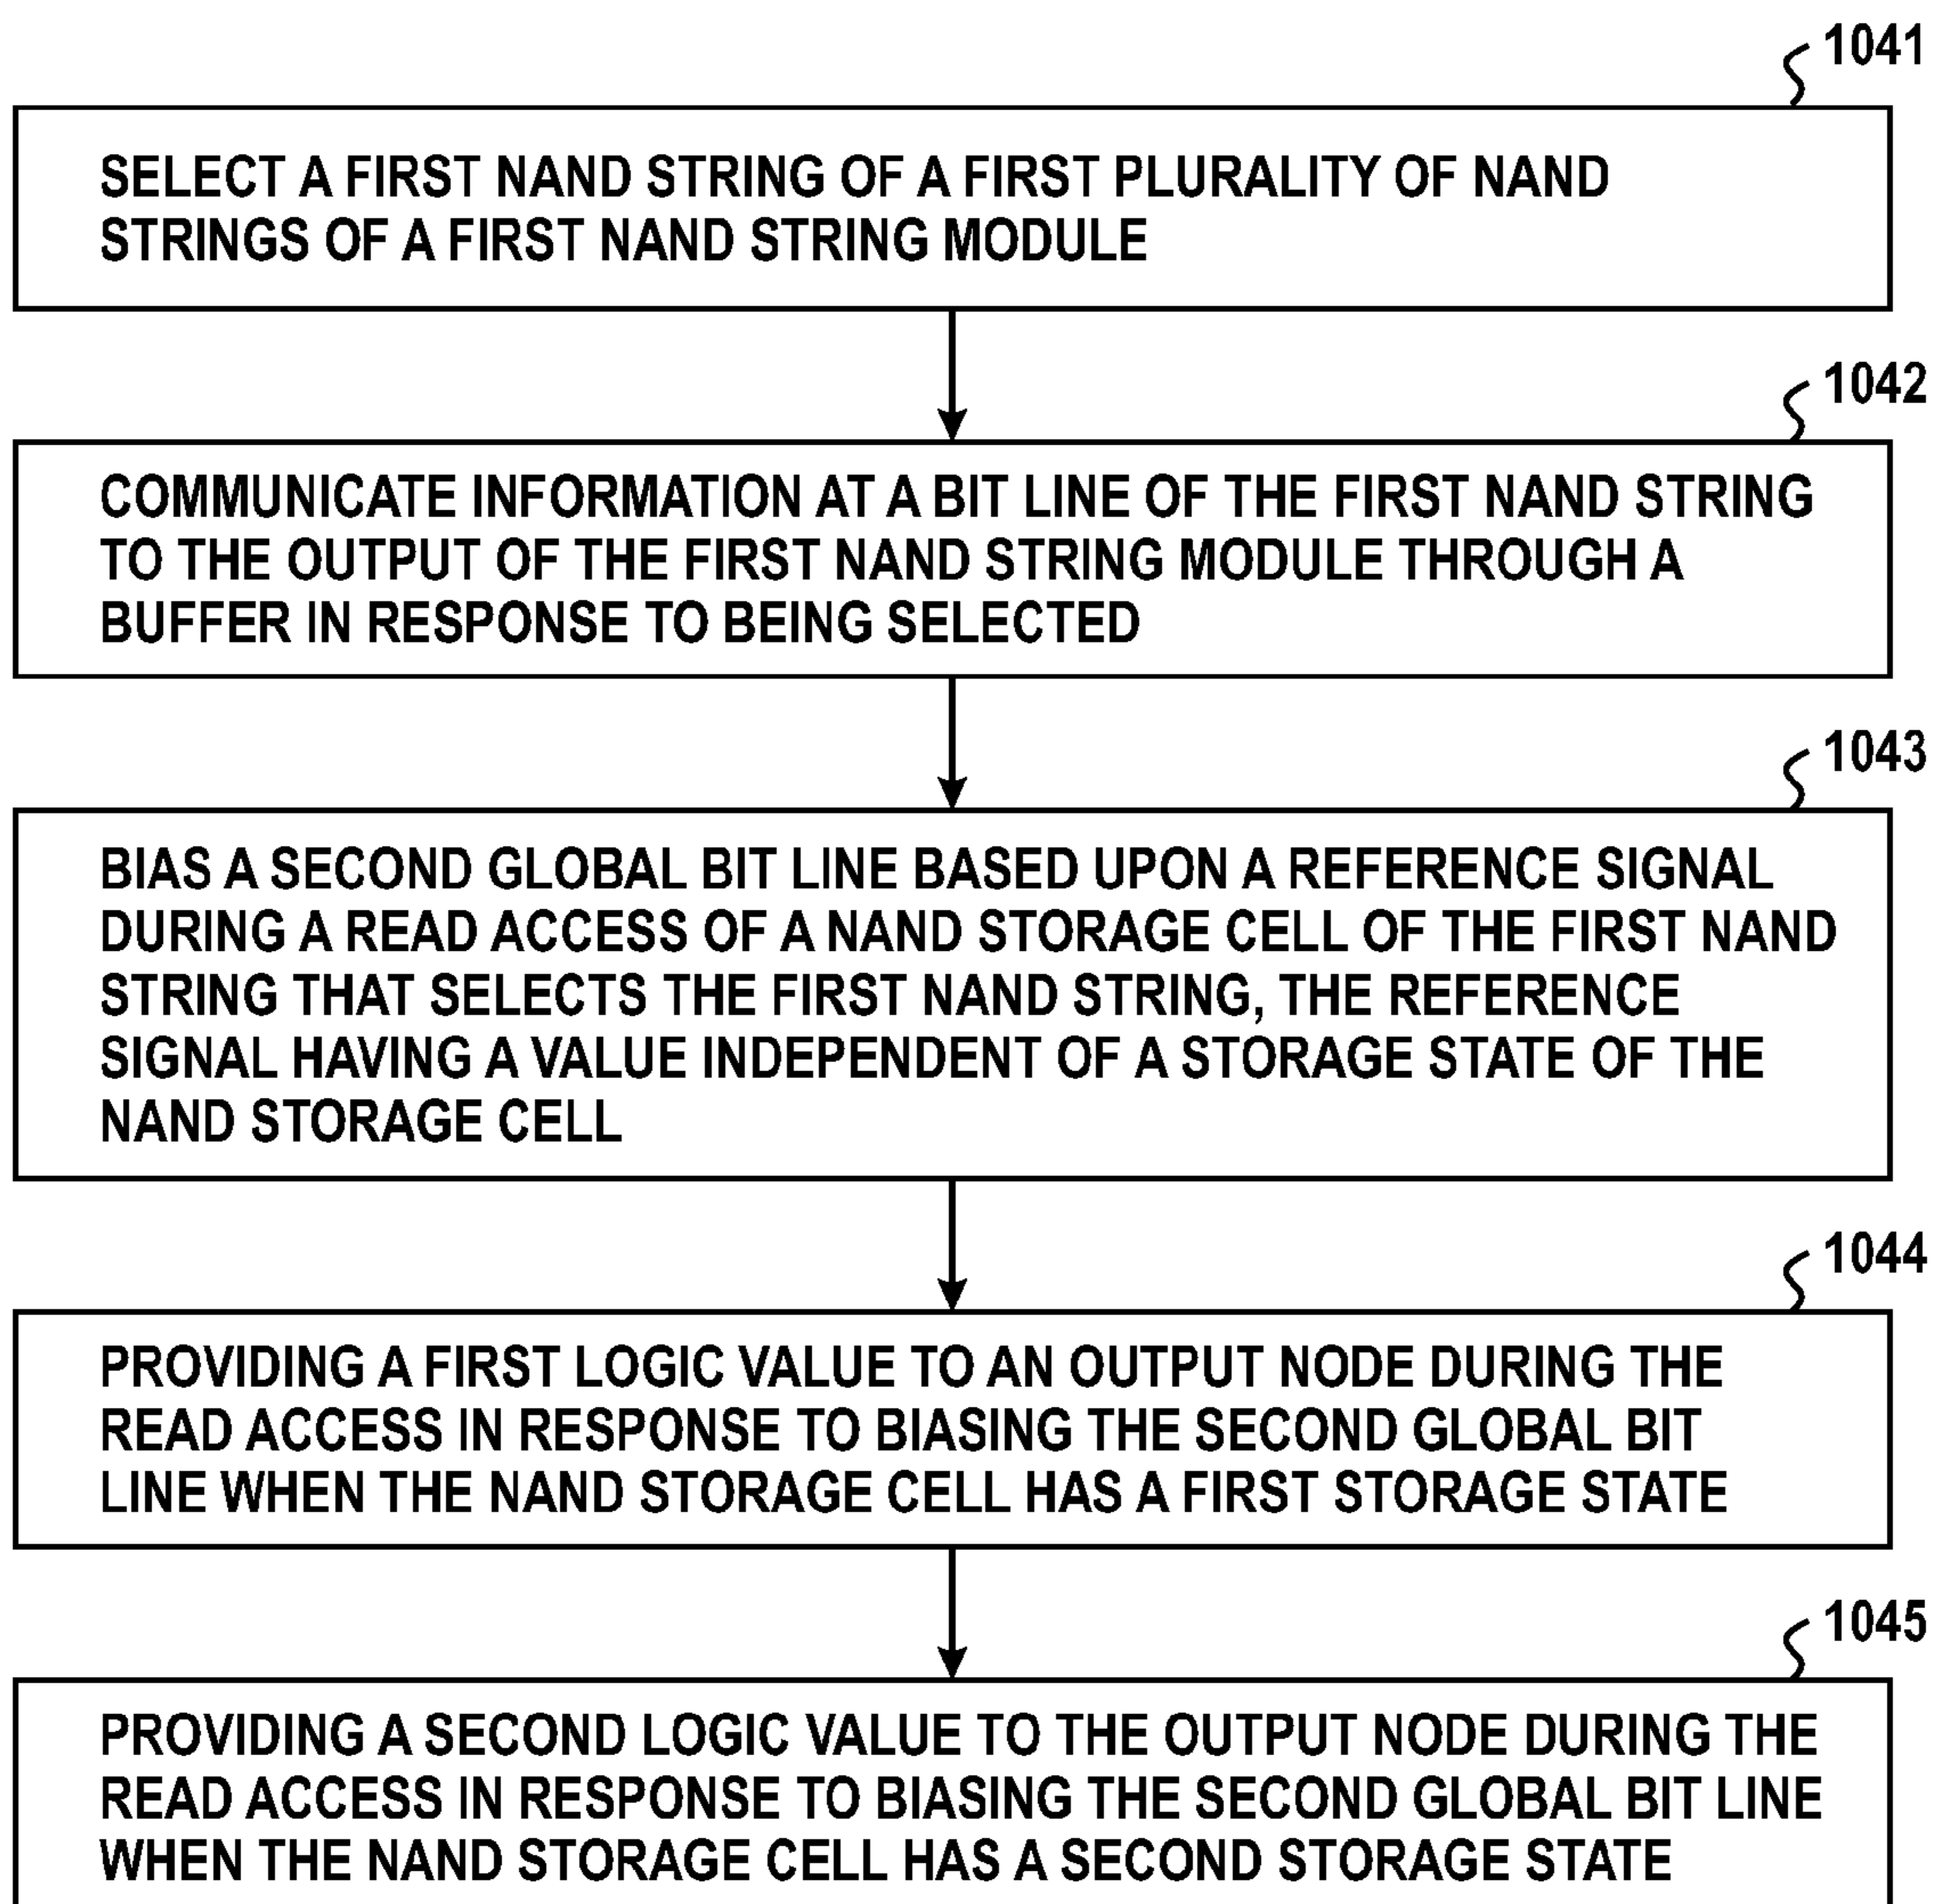 1041
SELECT A FIRST NAND STRING OF A FIRST PLURALITY OF NAND
STRINGS OF A FIRST NAND STRING MODULE
1042
COMMUNICATE INFORMATION AT A BIT LINE OF THE FIRST NAND STRING
TO THE OUTPUT OF THE FIRST NAND STRING MODULE THROUGH A
BUFFER IN RESPONSE TO BEING SELECTED
1043
BIAS A SECOND GLOBAL BIT LINE BASED UPON A REFERENCE SIGNAL
DURING A READ ACCESS OF A NAND STORAGE CELL OF THE FIRST NAND
STRING THAT SELECTS THE FIRST NAND STRING, THE REFERENCE
SIGNAL HAVING A VALUE INDEPENDENT OF A STORAGE STATE OF THE
NAND STORAGE CELL
1044
PROVIDING A FIRST LOGIC VALUE TO AN OUTPUT NODE DURING THE
READ ACCESS IN RESPONSE TO BIASING THE SECOND GLOBAL BIT
LINE WHEN THE NAND STORAGE CELL HAS A FIRST STORAGE STATE
1045
PROVIDING A SECOND LOGIC VALUE TO THE OUTPUT NODE DURING THE
READ ACCESS IN RESPONSE TO BIASING THE SECOND GLOBAL BIT LINE
WHEN THE NAND STORAGE CELL HAS A SECOND STORAGE STATE